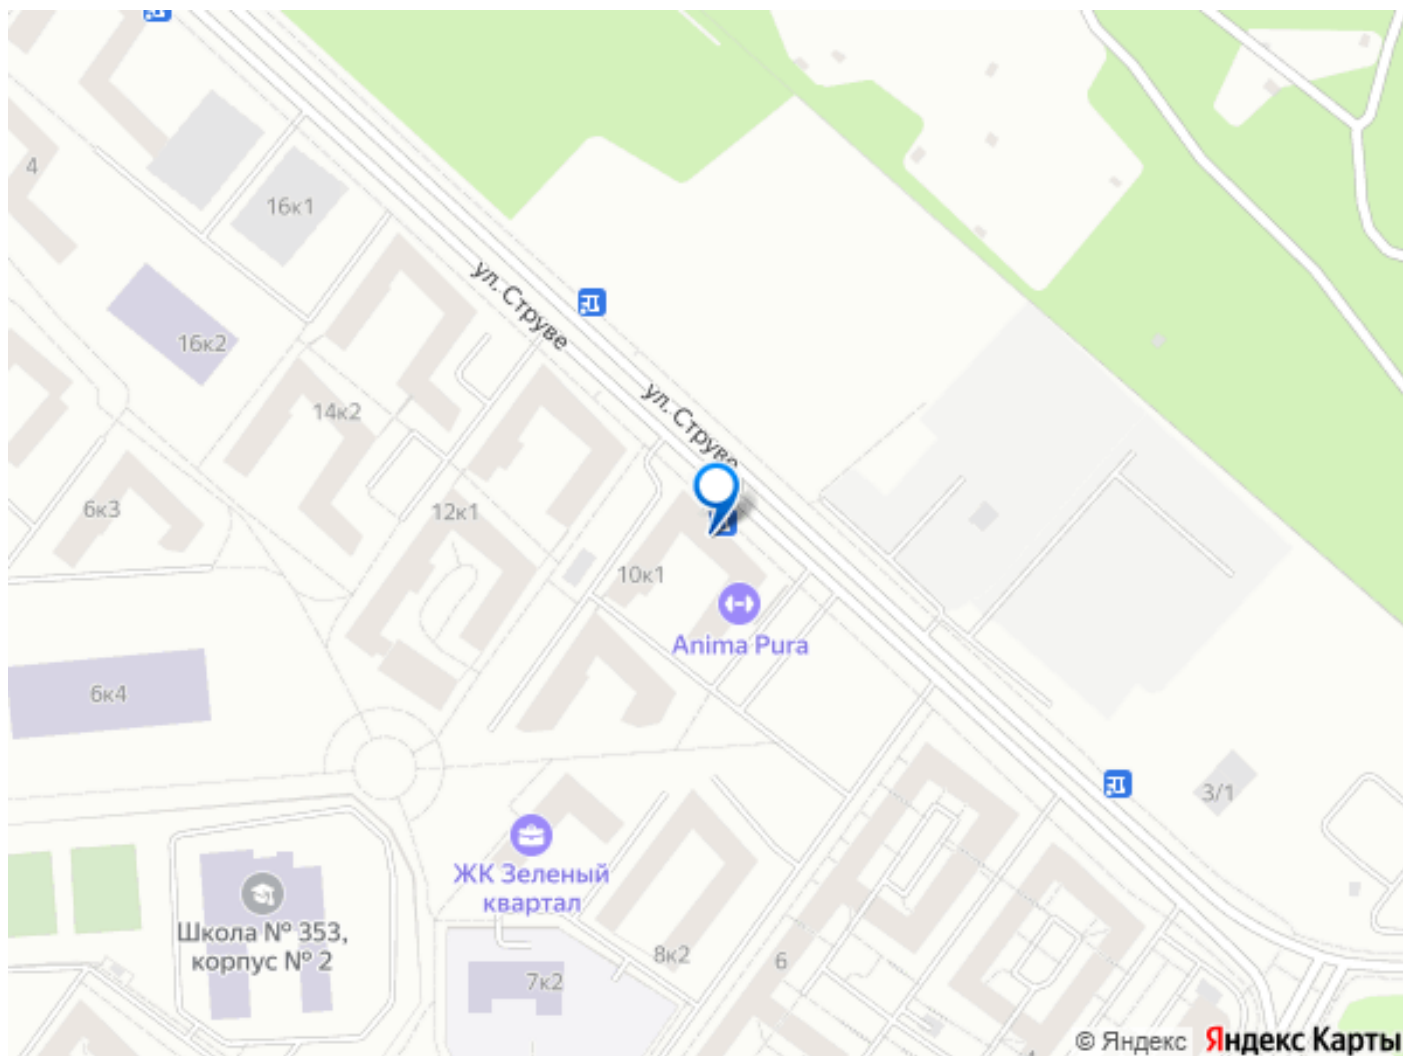 4
16к1
ул. Струве
16к2
ул. Струве
14к2
6к3
12к1
10к1
Anima Pura
6к4
3/1
ЖК Зеленый
квартал
Школа № 353,
корпус № 2
8к2
6
7к2
© Яндекс Яндекс Карты